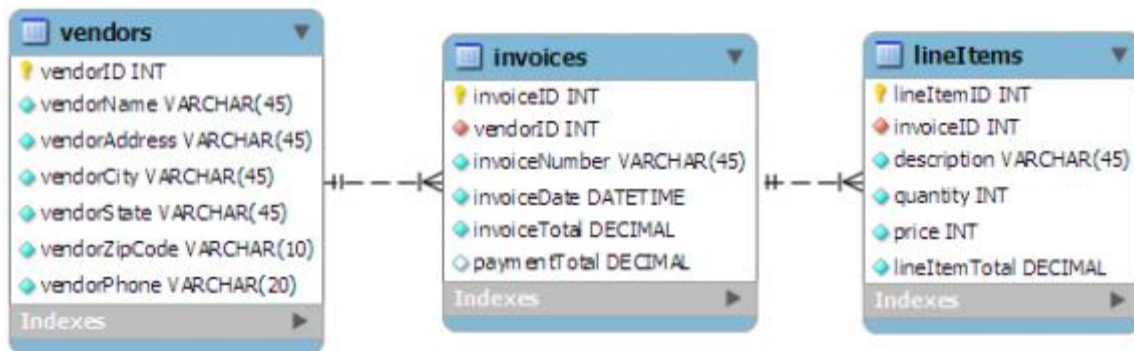 vendors
vendorID INT
vendorName VARCHAR(45)
vendorAddress VARCHAR(45)
vendorCity VARCHAR(45)
vendorState VARCHAR(45)
vendorZipCode VARCHAR(10)
vendorPhone VARCHAR(20)
Indexes
invoices
invoiceID INT
vendorID INT
invoiceNumber VARCHAR(45)
invoiceDate DATETIME
invoiceTotal DECIMAL
paymentTotal DECIMAL
Indexes
lineItems
lineItemID INT
invoiceID INT
description VARCHAR(45)
quantity INT
price INT
lineItemTotal DECIMAL
Indexes